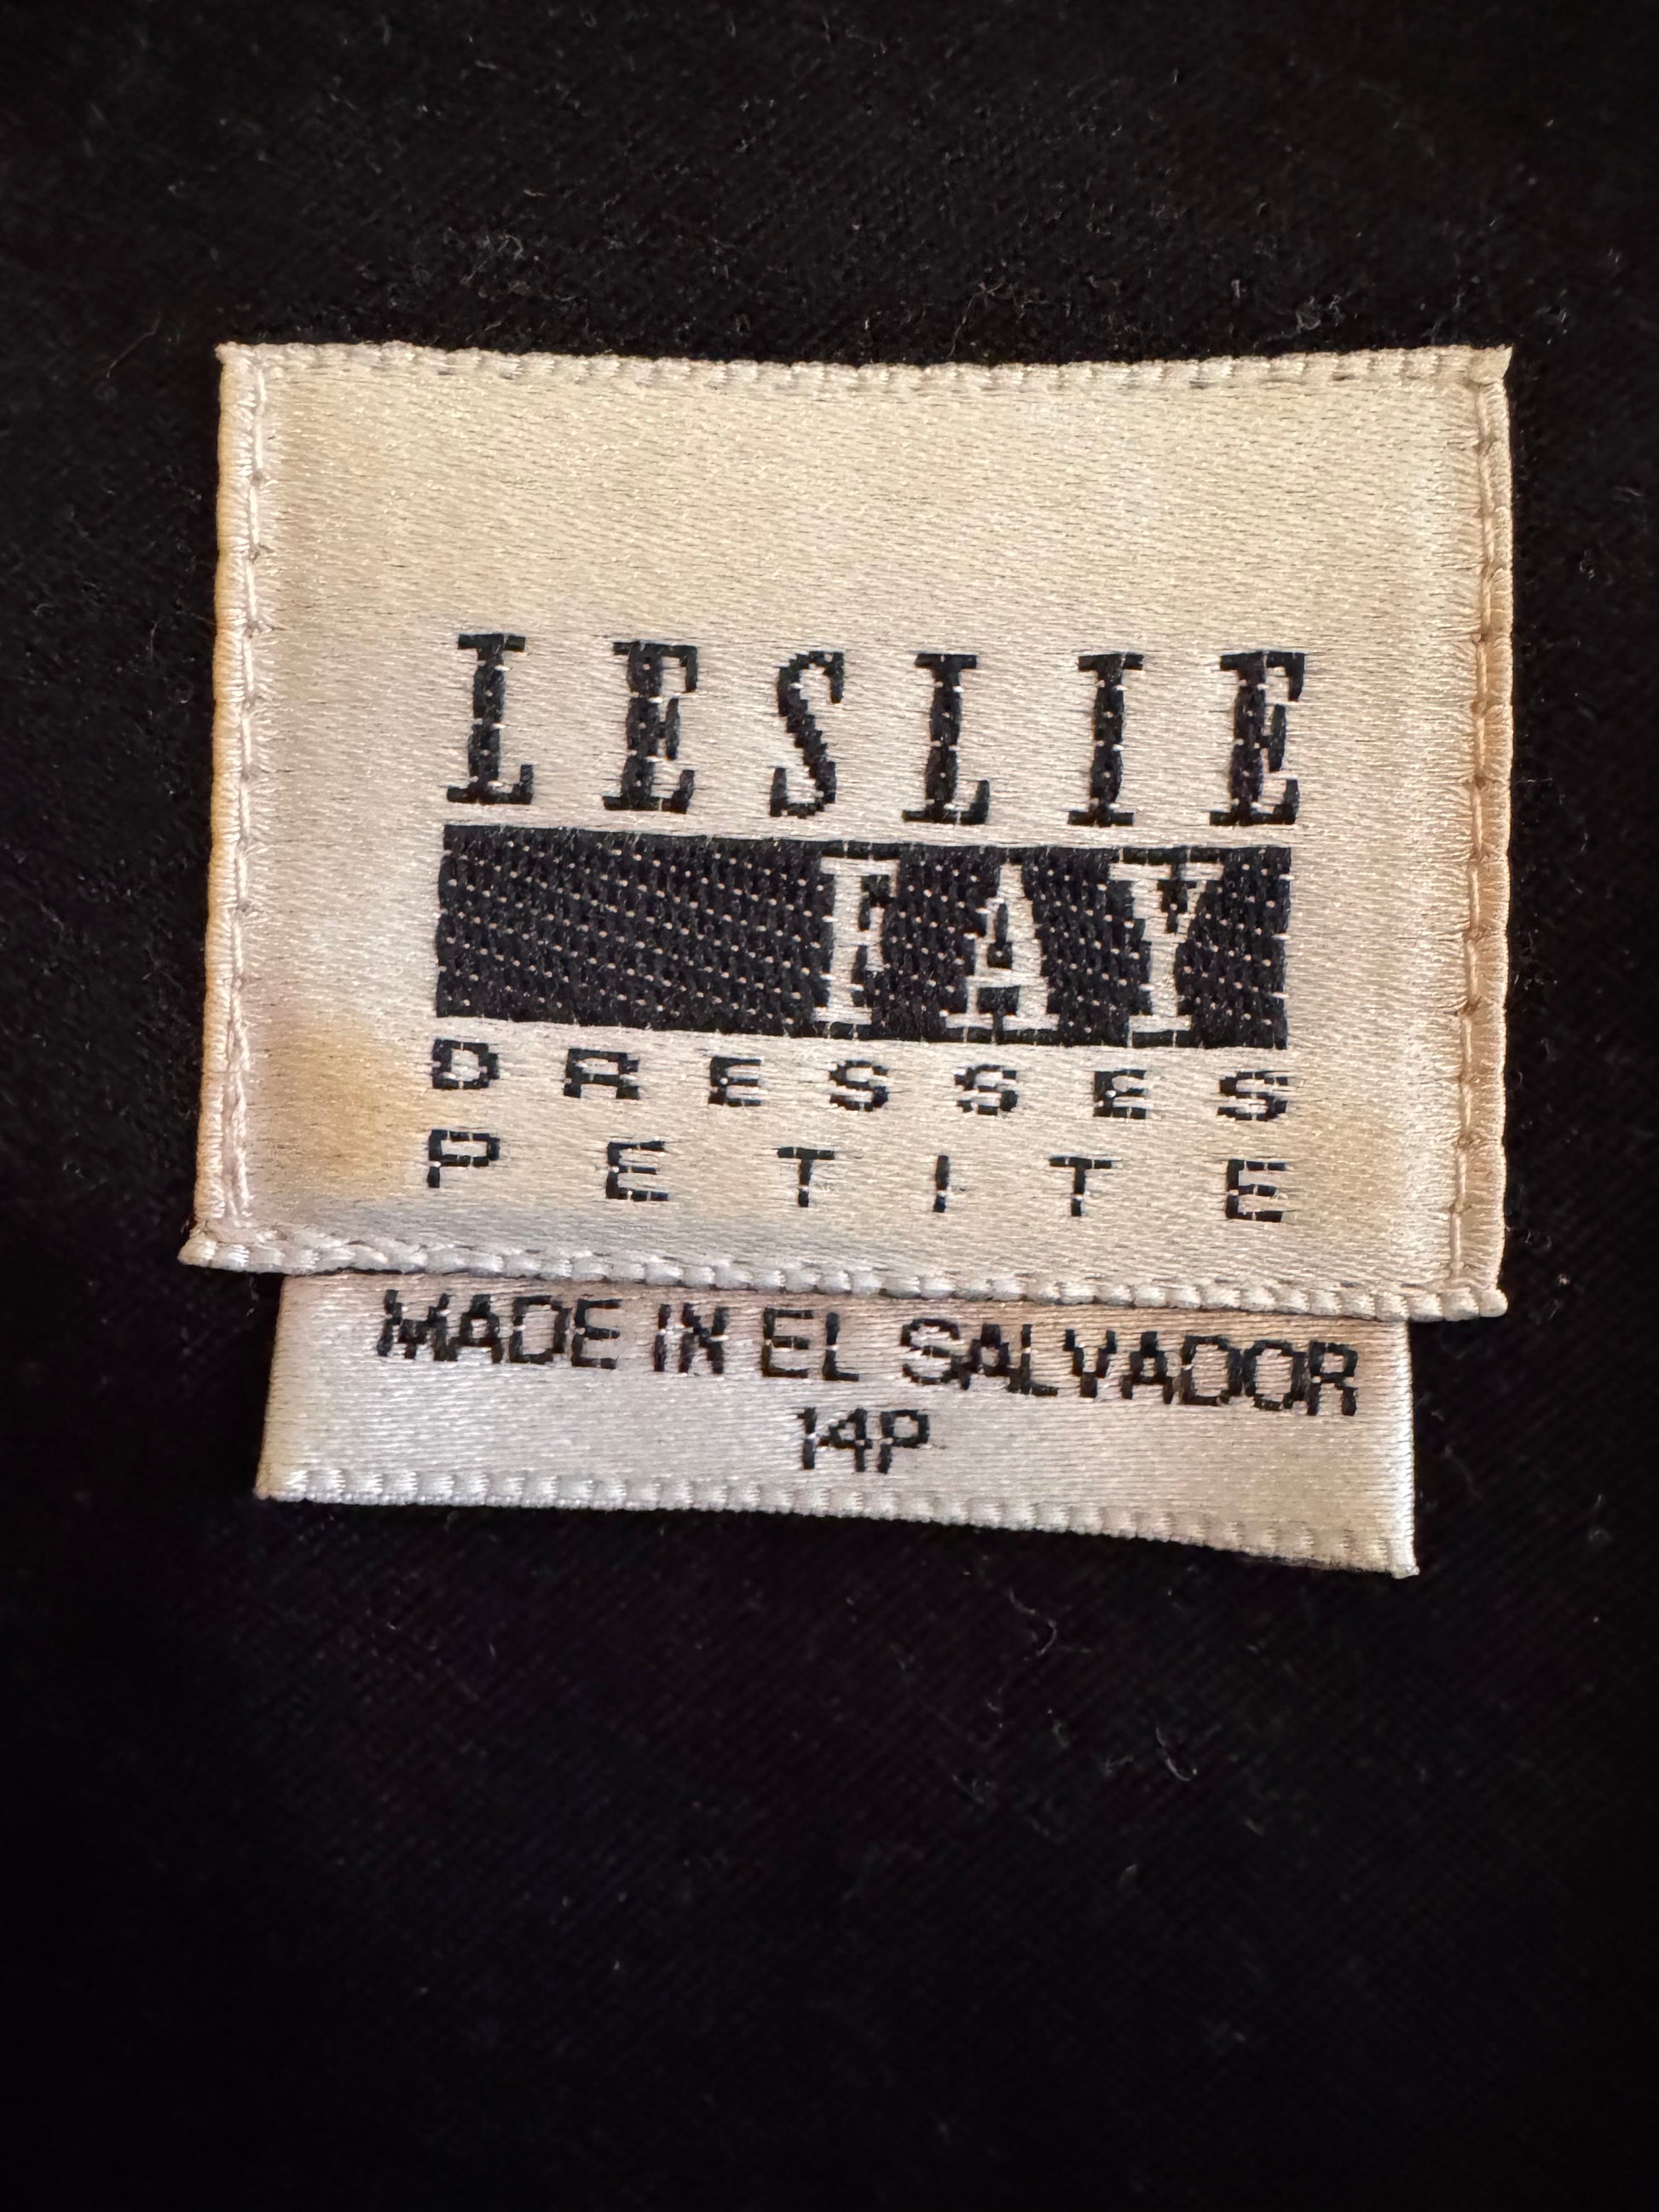 LESLIE
FAY
DRESSES
PETITE
MADE IN EL SALVADOR
14P